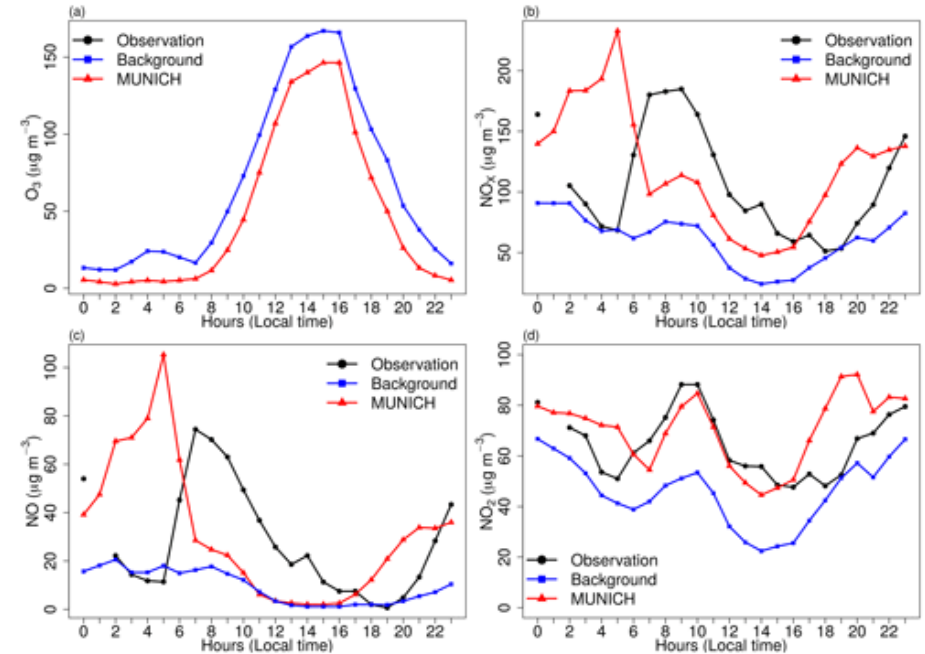 (a)
Observation
Background
MUNICH
O3 (μg m−3)
0 50 100 150
0 2 4 6 8 10 12 14 16 18 20 22
Hours (Local time)
(b)
Observation
Background
MUNICH
NOX (μg m−3)
50 100 150 200
0 2 4 6 8 10 12 14 16 18 20 22
Hours (Local time)
(c)
Observation
Background
MUNICH
NO (μg m−3)
0 20 40 60 80 100
0 2 4 6 8 10 12 14 16 18 20 22
Hours (Local time)
(d)
Observation
Background
MUNICH
NO2 (μg m−3)
0 20 40 60 80 100
0 2 4 6 8 10 12 14 16 18 20 22
Hours (Local time)